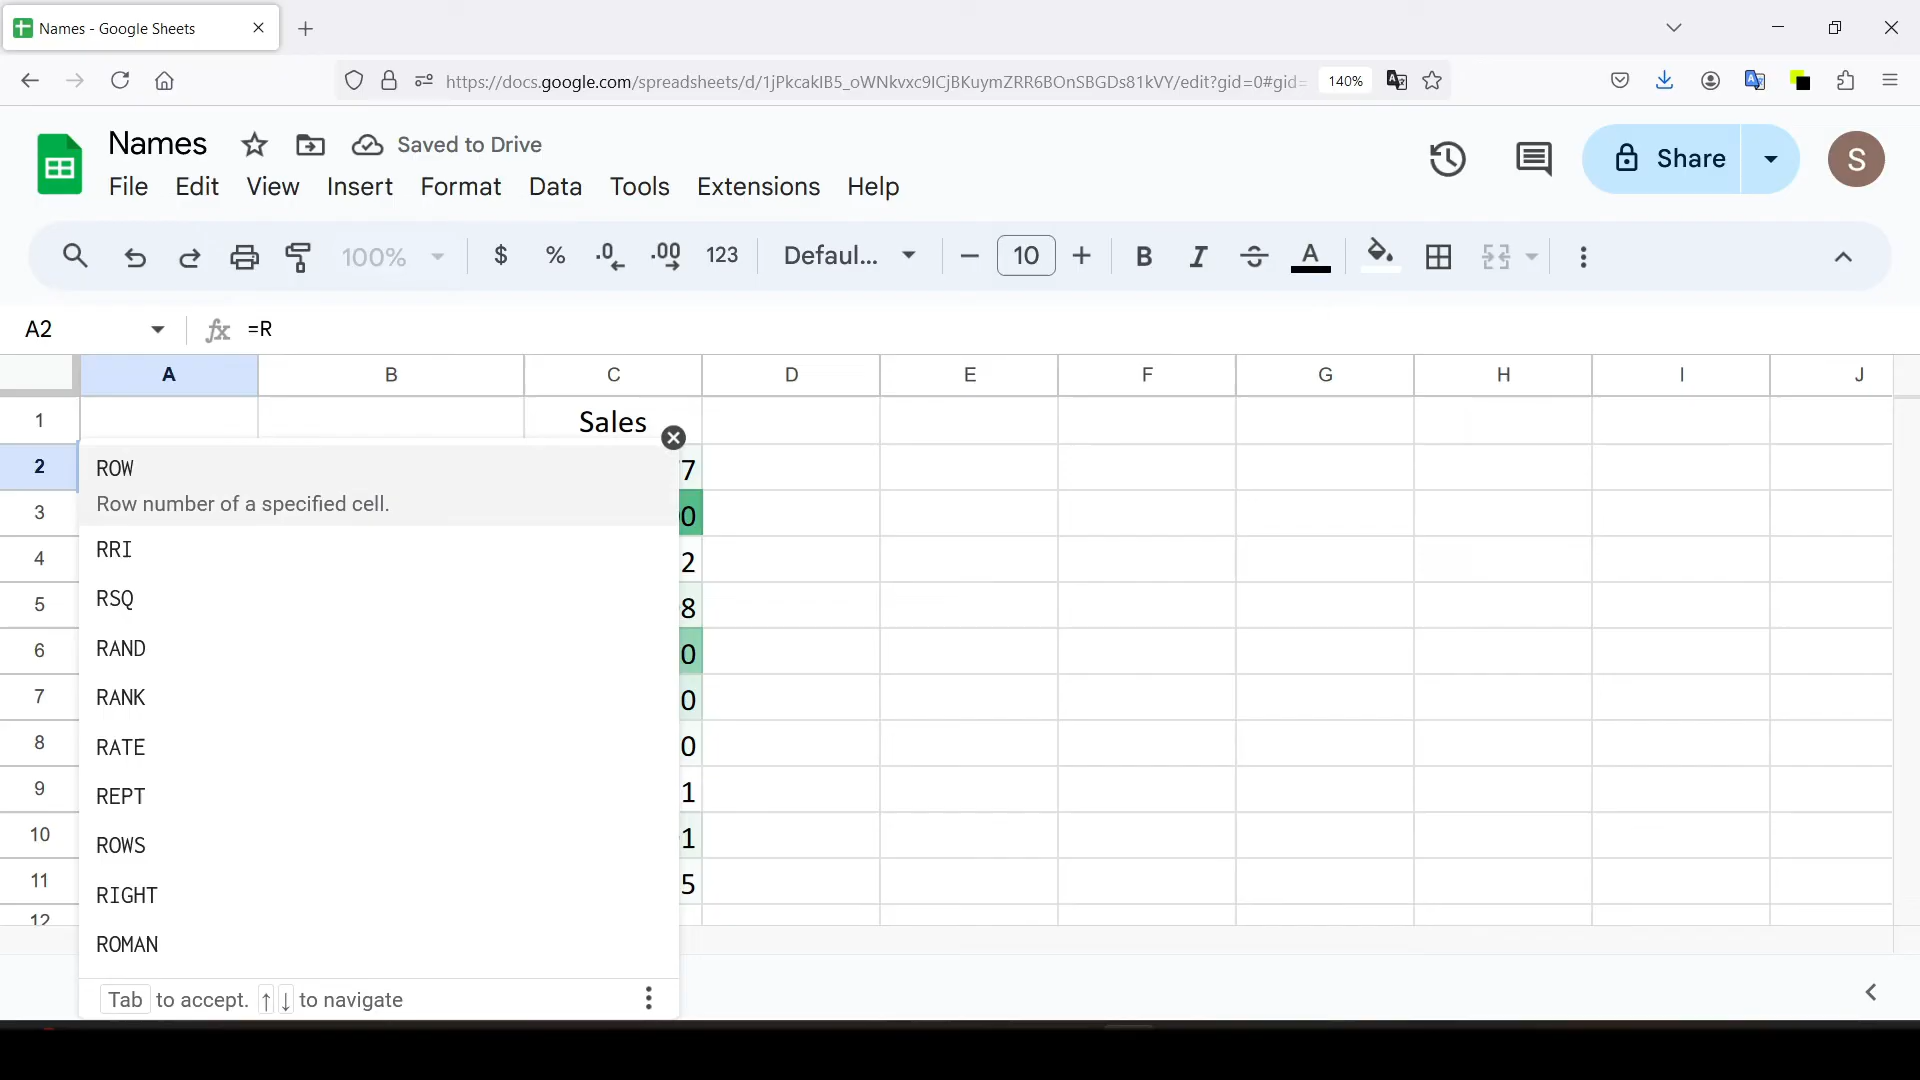 Names - Google Sheets
https://docs.google.com/spreadsheets/d/1jPkcakIB5_oWNkvxc9ICjBKuymZRR6BOnSBGDs81kVY/edit?gid=0#gid=
140%
Names
Saved to Drive
Share
S
File Edit View Insert Format Data Tools Extensions Help
100% $ % .0 .00 123 Defaul... 10 B I S A
A2 fx =R
A B C D E F G H I J
1 Sales
2 7
3 0
4 2
5 8
6 0
7 0
8 0
9 1
10 1
11 5
12
ROW
Row number of a specified cell.
RRI
RSQ
RAND
RANK
RATE
REPT
ROWS
RIGHT
ROMAN
Tab to accept. ↑ ↓ to navigate